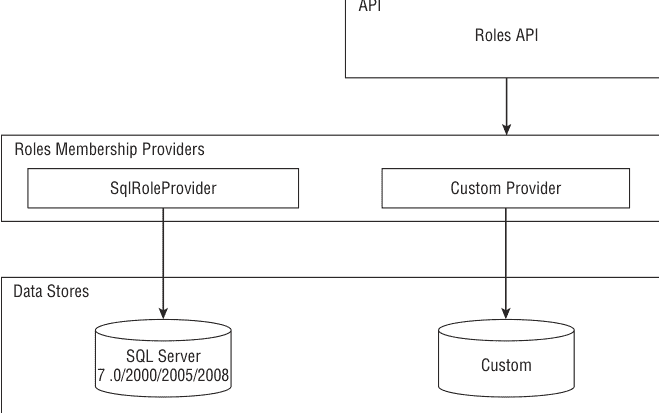 API
Roles API
Roles Membership Providers
SqlRoleProvider
Custom Provider
Data Stores
SQL Server
7 .0/2000/2005/2008
Custom